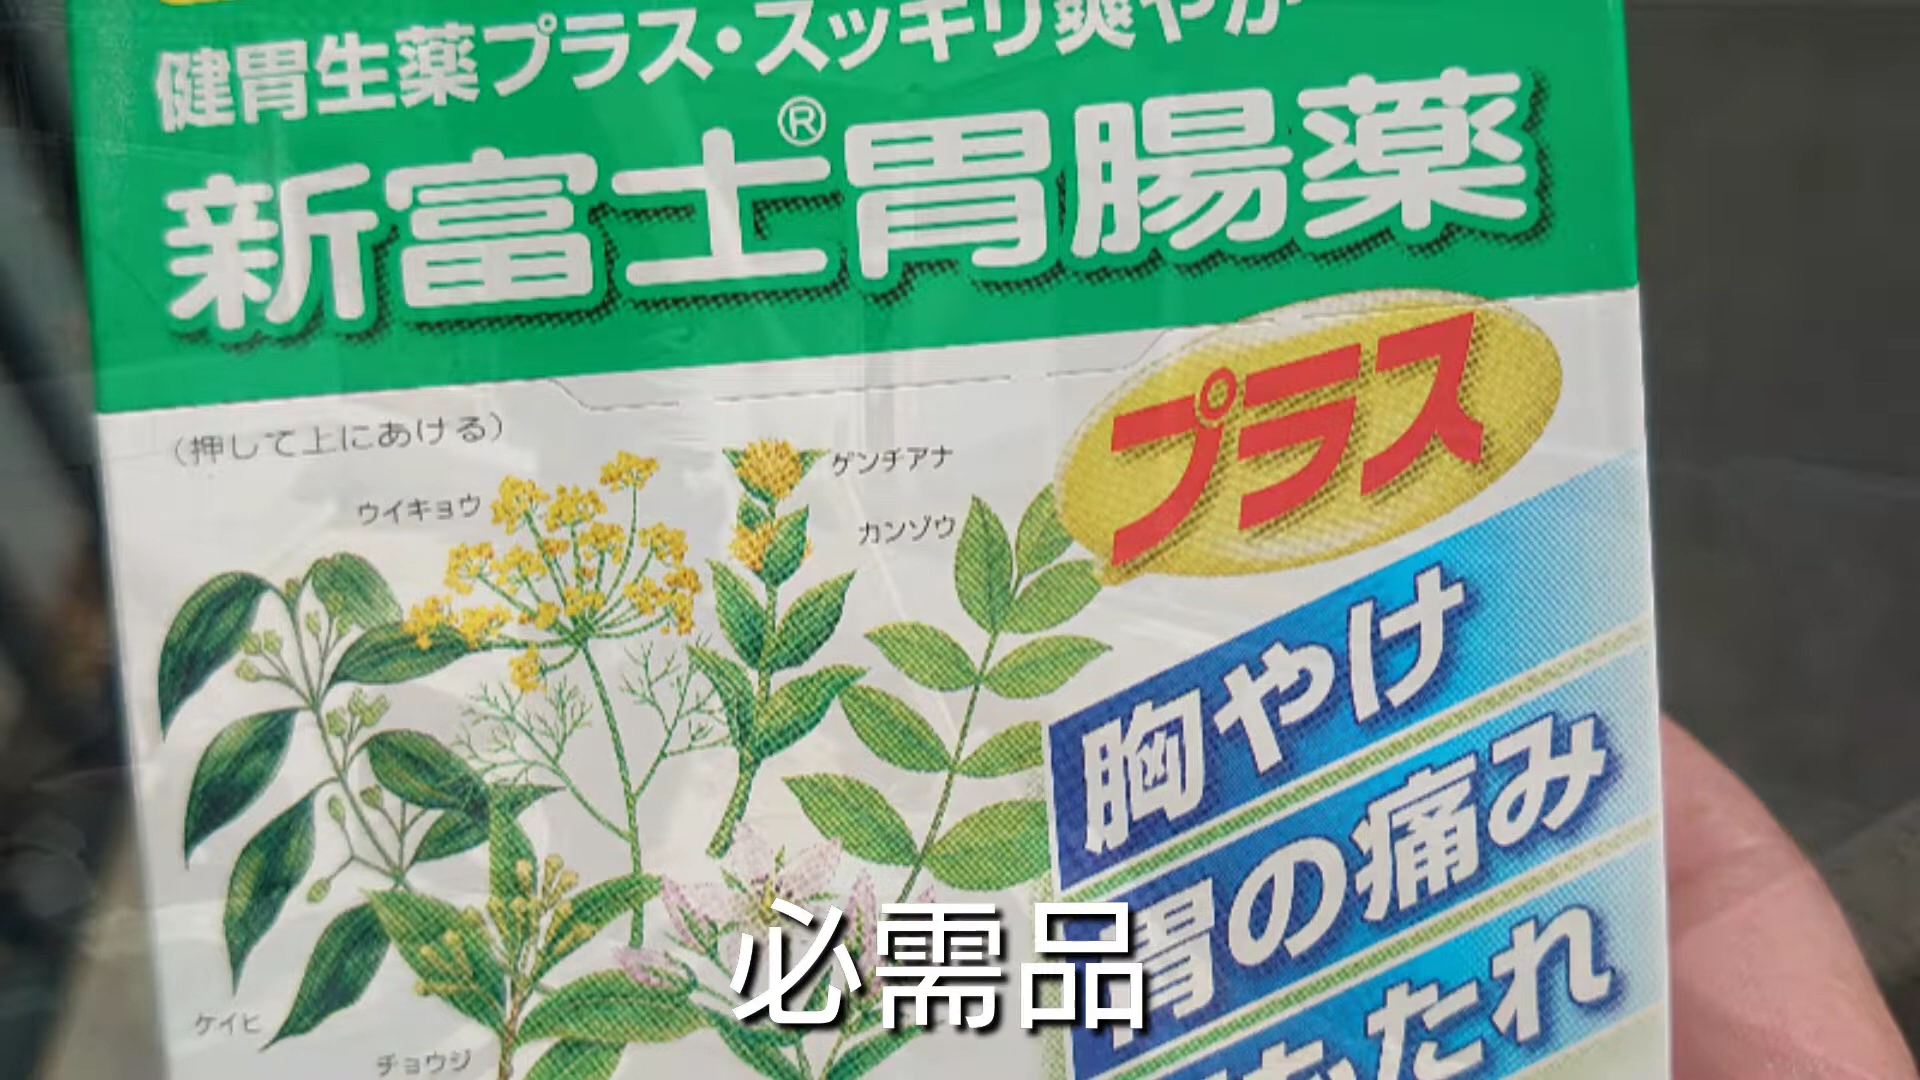 健胃生薬プラス・スッキリ爽やか
新富士®胃腸薬
プラス
(押して上にあける)
ゲンチアナ
ウイキョウ
カンゾウ
胸やけ
胃の痛み
もたれ
必需品
ケイヒ
チョウジ